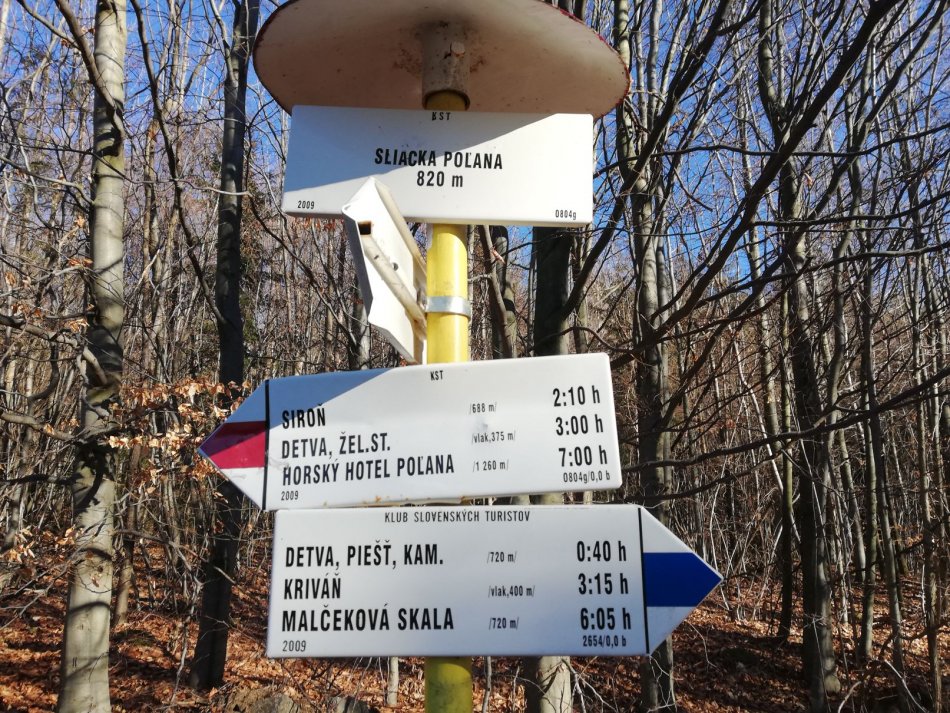 KST
SLIACKA POĽANA
820 m
2009 0804g
KST
SIROŇ /688 m/ 2:10 h
DETVA, ŽEL.ST. /vlak,375 m/ 3:00 h
HORSKÝ HOTEL POĽANA /1 260 m/ 7:00 h
2009 0804g/0,0 b
KLUB SLOVENSKÝCH TURISTOV
DETVA, PIEŠŤ, KAM. /720 m/ 0:40 h
KRIVÁŇ /vlak,400 m/ 3:15 h
MALČEKOVÁ SKALA /720 m/ 6:05 h
2009 2654/0,0 b